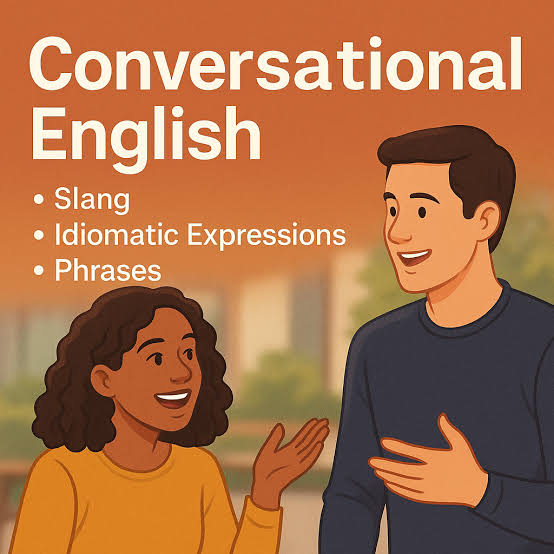 Conversational
English
• Slang
• Idiomatic Expressions
• Phrases